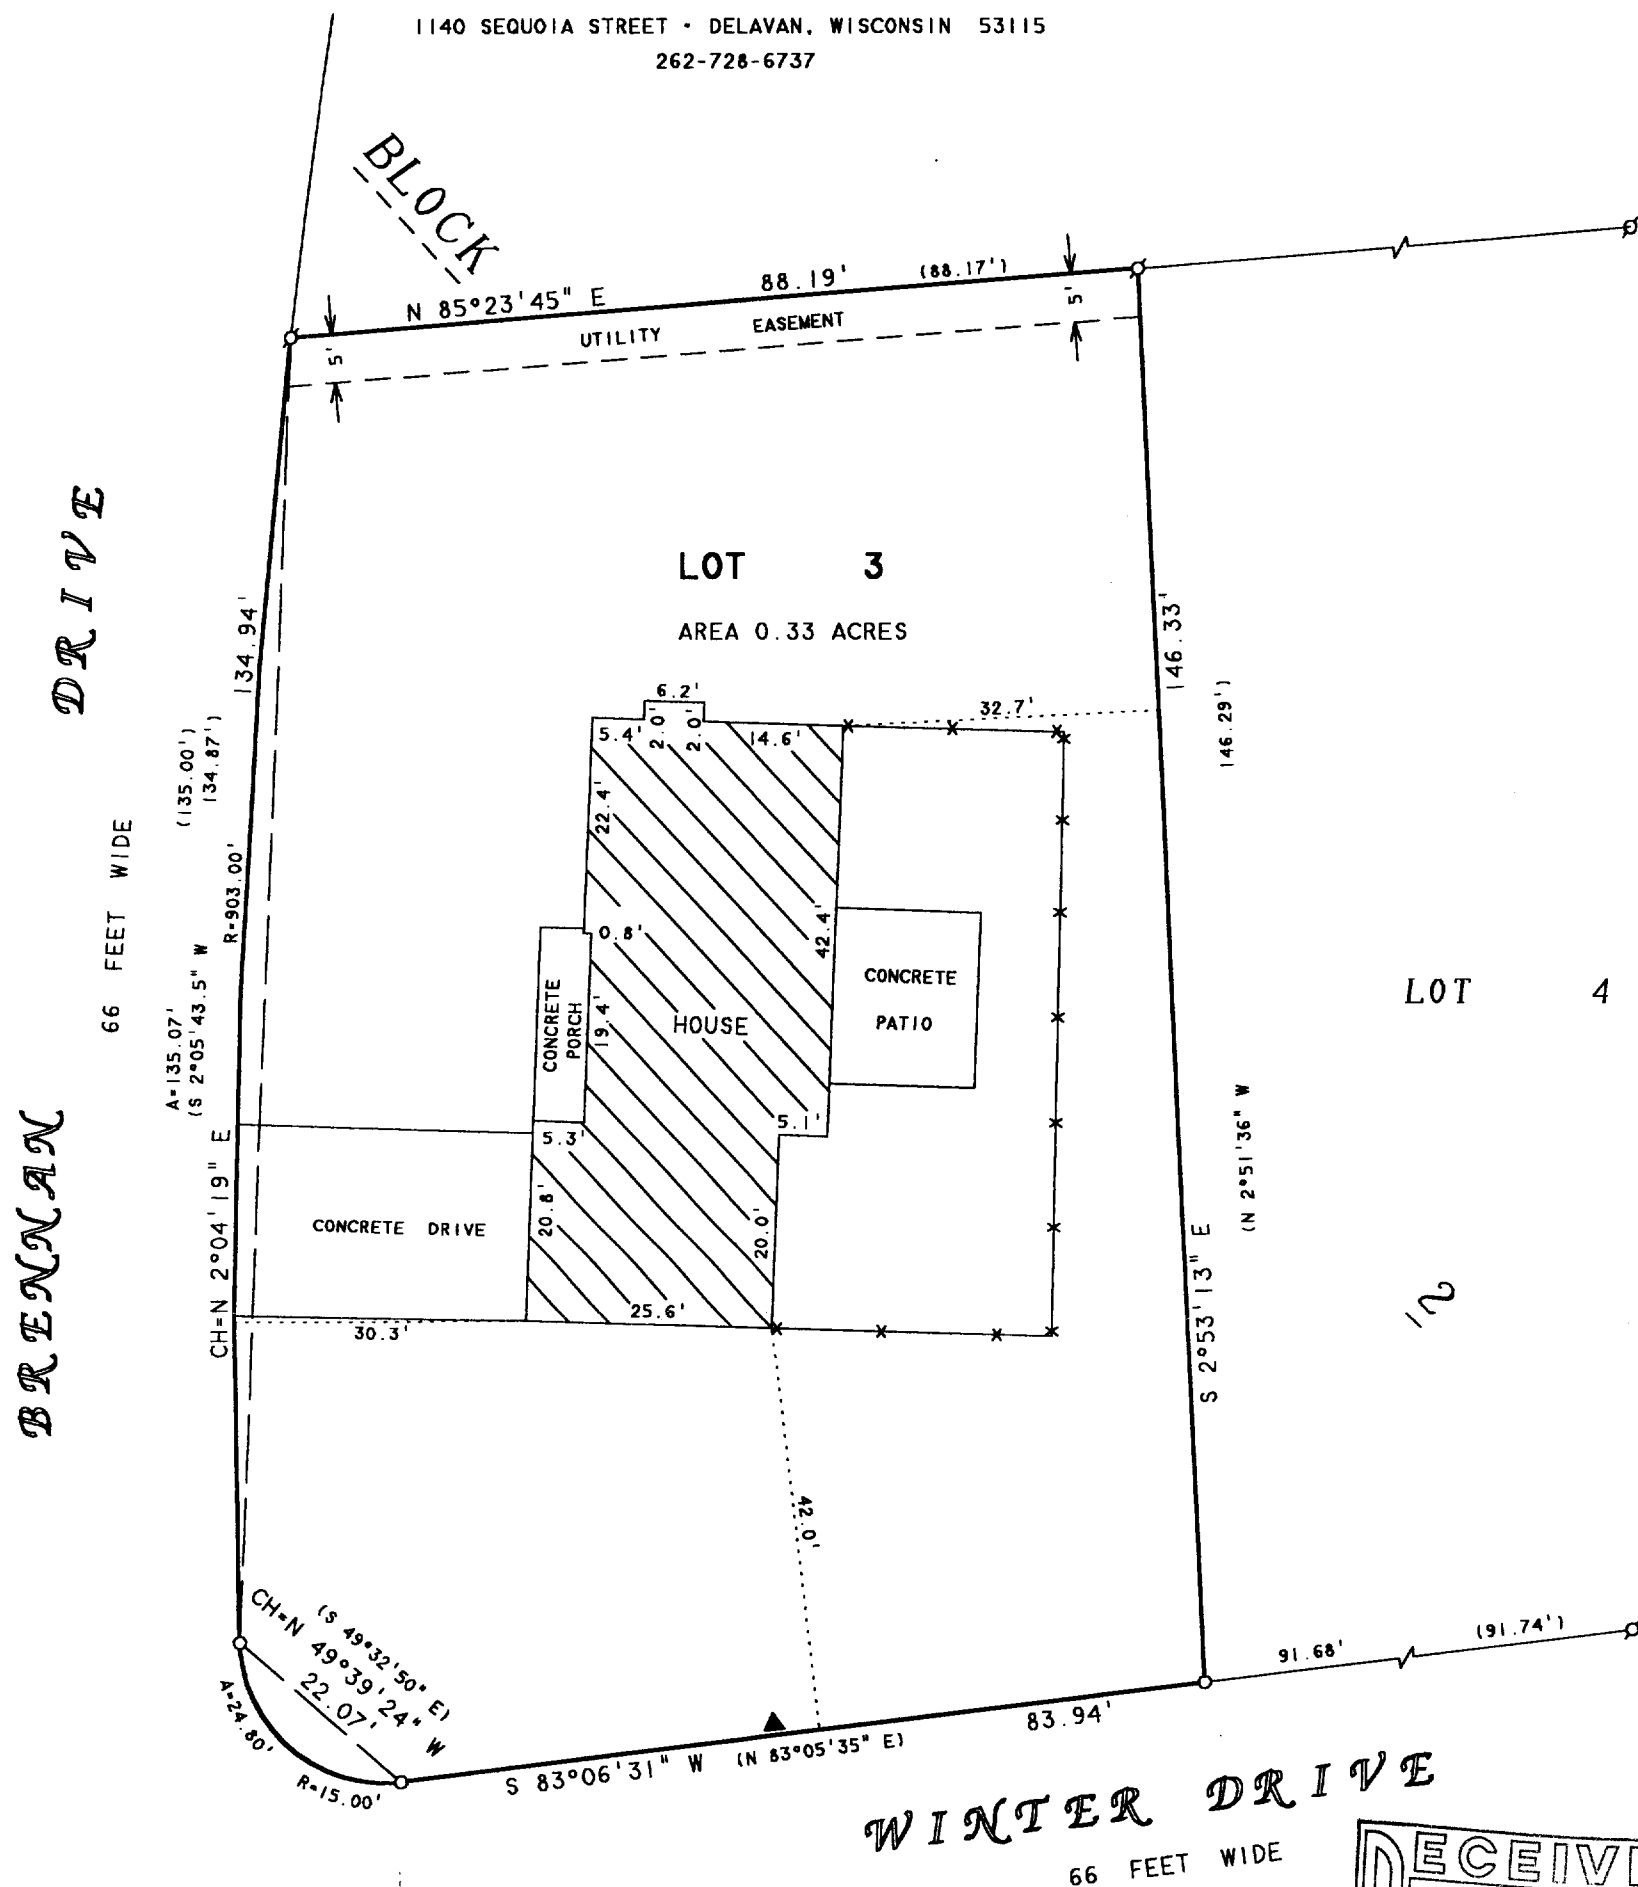 1140 SEQUOIA STREET • DELAVAN, WISCONSIN 53115
262-728-6737
BLOCK
N 85°23'45" E
88.19'
(88.17')
5'
UTILITY EASEMENT
5'
LOT 3
AREA 0.33 ACRES
BRENNAN DRIVE
66 FEET WIDE
134.94'
(135.00')
134.87')
R=903.00'
A=135.07'
(S 2°05'43.5" W
CH=N 2°04'19" E
146.33'
146.29')
S 2°53'13" E
(N 2°51'36" W
6.2'
32.7'
5.4'
2.0'
2.0'
14.6'
22.4'
0.8'
42.4'
CONCRETE
PORCH
19.4'
HOUSE
CONCRETE
PATIO
5.3'
5.1'
CONCRETE DRIVE
20.8'
20.0'
25.6'
30.3'
42.0'
LOT 4
(S 49°32'50" E)
CH=N 49°39'24" W
22.07'
A=24.80'
R=15.00'
S 83°06'31" W
(N 83°05'35" E)
83.94'
91.68'
(91.74')
WINTER DRIVE
66 FEET WIDE